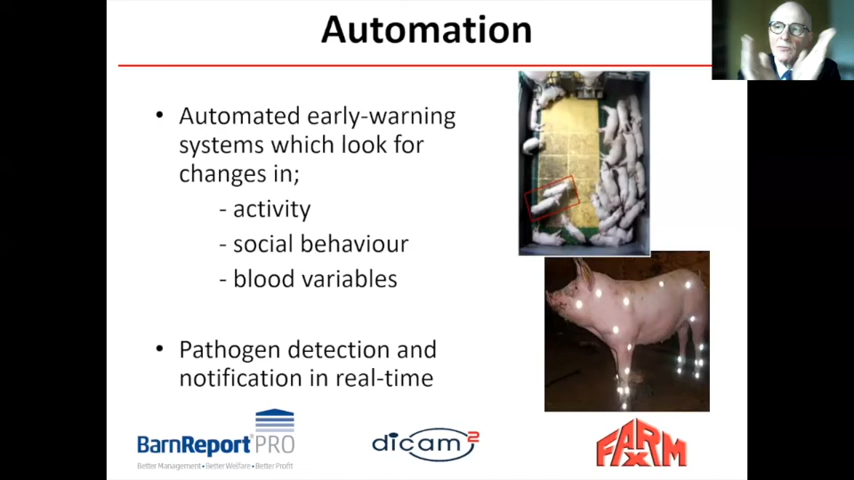 Automation
• Automated early-warning
systems which look for
changes in;
- activity
- social behaviour
- blood variables
• Pathogen detection and
notification in real-time
BarnReport PRO
Better Management • Better Welfare • Better Profit
dicam2
FARM
X